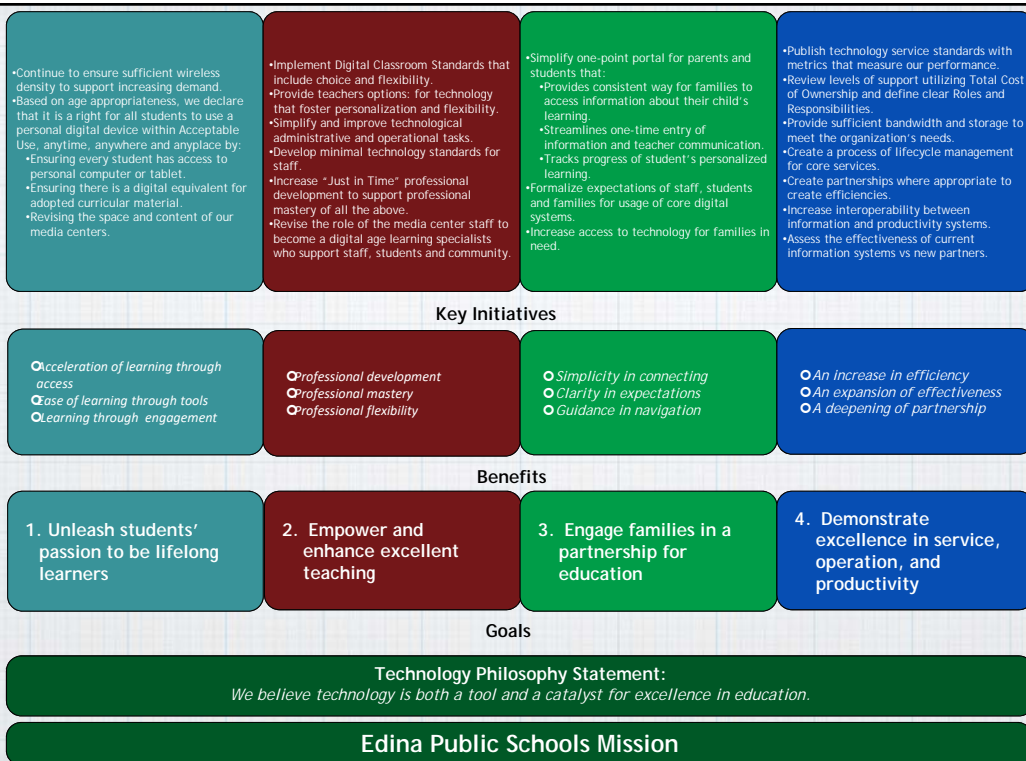 •Continue to ensure sufficient wireless
density to support increasing demand.
•Based on age appropriateness, we declare
that it is a right for all students to use a
personal digital device within Acceptable
Use, anytime, anywhere and anyplace by:
•Ensuring every student has access to
personal computer or tablet.
•Ensuring there is a digital equivalent for
adopted curricular material.
•Revising the space and content of our
media centers.
•Implement Digital Classroom Standards that
include choice and flexibility.
•Provide teachers options: for technology
that foster personalization and flexibility.
•Simplify and improve technological
administrative and operational tasks.
•Develop minimal technology standards for
staff.
•Increase “Just in Time” professional
development to support professional
mastery of all the above.
•Revise the role of the media center staff to
become a digital age learning specialists
who support staff, students and community.
•Simplify one-point portal for parents and
students that:
•Provides consistent way for families to
access information about their child’s
learning.
•Streamlines one-time entry of
information and teacher communication.
•Tracks progress of student’s personalized
learning.
•Formalize expectations of staff, students
and families for usage of core digital
systems.
•Increase access to technology for families in
need.
•Publish technology service standards with
metrics that measure our performance.
•Review levels of support utilizing Total Cost
of Ownership and define clear Roles and
Responsibilities.
•Provide sufficient bandwidth and storage to
meet the organization’s needs.
•Create a process of lifecycle management
for core services.
•Create partnerships where appropriate to
create efficiencies.
•Increase interoperability between
information and productivity systems.
•Assess the effectiveness of current
information systems vs new partners.
Key Initiatives
Acceleration of learning through
access
Ease of learning through tools
Learning through engagement
Professional development
Professional mastery
Professional flexibility
Simplicity in connecting
Clarity in expectations
Guidance in navigation
An increase in efficiency
An expansion of effectiveness
A deepening of partnership
Benefits
1. Unleash students’
passion to be lifelong
learners
2. Empower and
enhance excellent
teaching
3. Engage families in a
partnership for
education
4. Demonstrate
excellence in service,
operation, and
productivity
Goals
Technology Philosophy Statement:
We believe technology is both a tool and a catalyst for excellence in education.
Edina Public Schools Mission